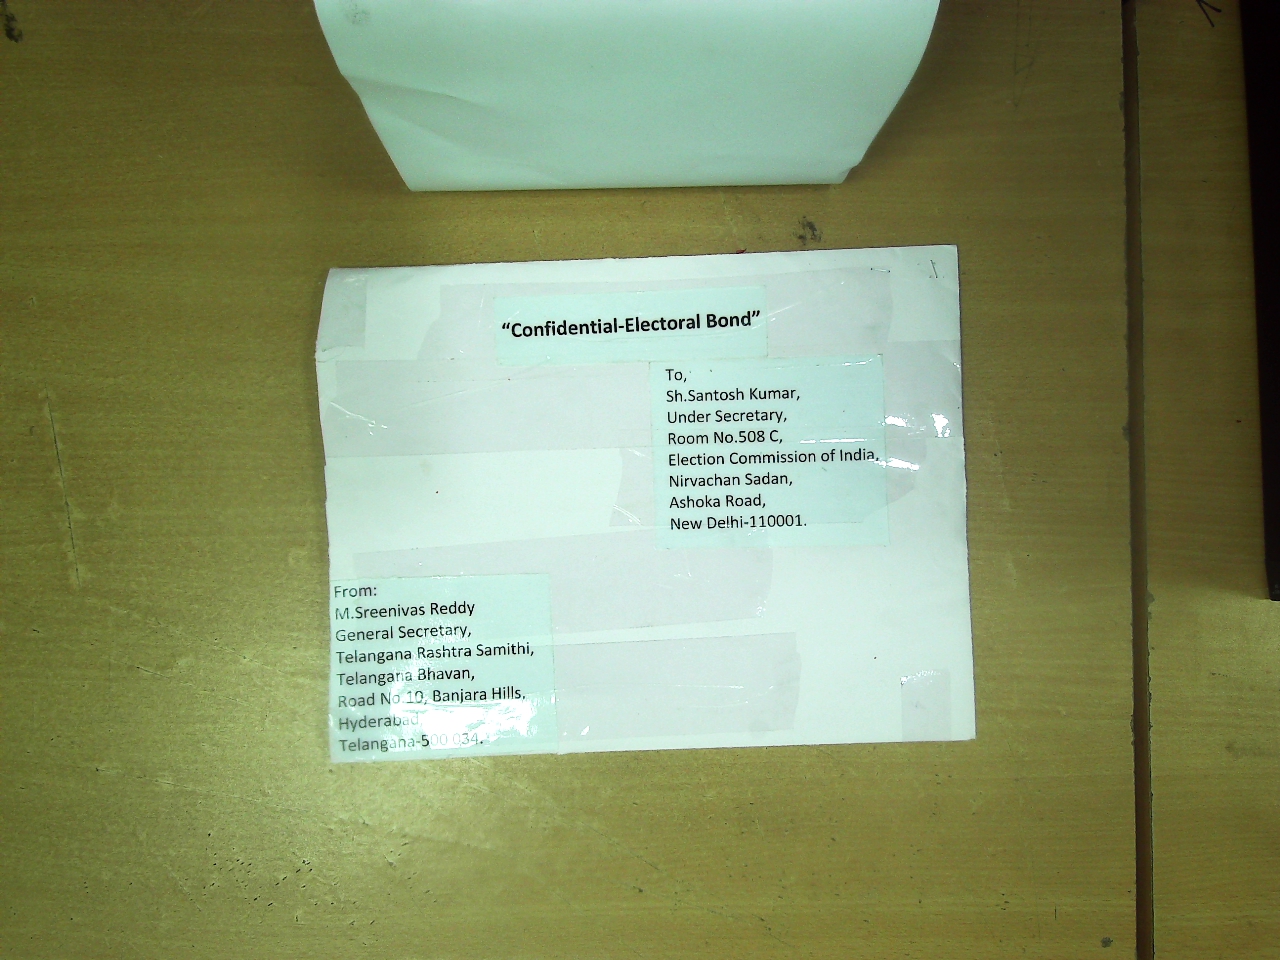 “Confidential-Electoral Bond”
To,
Sh.Santosh Kumar,
Under Secretary,
Room No.508 C,
Election Commission of India,
Nirvachan Sadan,
Ashoka Road,
New Delhi-110001.
From:
M.Sreenivas Reddy
General Secretary,
Telangana Rashtra Samithi,
Telangana Bhavan,
Road No.10, Banjara Hills,
Hyderabad
Telangana-500 034.